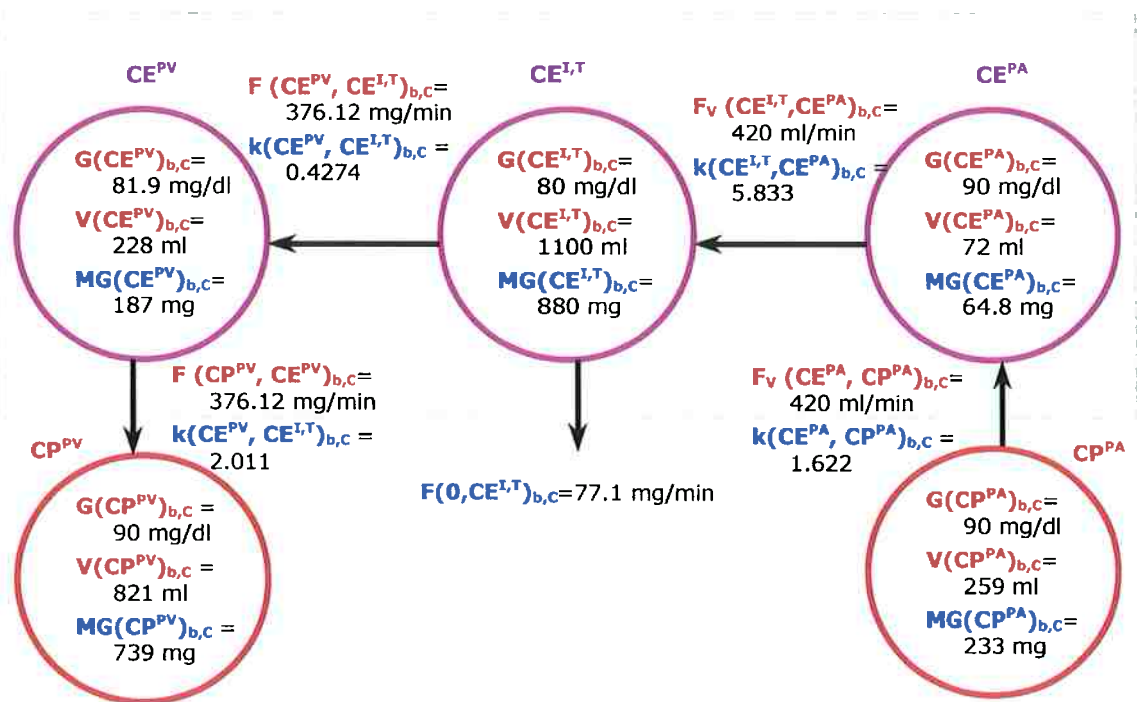 CE^PV
F (CE^PV, CE^I,T)b,C=
376.12 mg/min
k(CE^PV, CE^I,T)b,C =
0.4274
CE^I,T
Fv (CE^I,T,CE^PA)b,C=
420 ml/min
k(CE^I,T,CE^PA)b,C =
5.833
CE^PA
G(CE^PV)b,C=
81.9 mg/dl
V(CE^PV)b,C=
228 ml
MG(CE^PV)b,C=
187 mg
G(CE^I,T)b,C=
80 mg/dl
V(CE^I,T)b,C=
1100 ml
MG(CE^I,T)b,C=
880 mg
G(CE^PA)b,C=
90 mg/dl
V(CE^PA)b,C=
72 ml
MG(CE^PA)b,C=
64.8 mg
F (CP^PV, CE^PV)b,C=
376.12 mg/min
k(CE^PV, CE^I,T)b,C =
2.011
CP^PV
F(0,CE^I,T)b,C=77.1 mg/min
Fv (CE^PA, CP^PA)b,C=
420 ml/min
k(CE^PA, CP^PA)b,C =
1.622
CP^PA
G(CP^PV)b,C =
90 mg/dl
V(CP^PV)b,C =
821 ml
MG(CP^PV)b,C =
739 mg
G(CP^PA)b,C=
90 mg/dl
V(CP^PA)b,C=
259 ml
MG(CP^PA)b,C=
233 mg